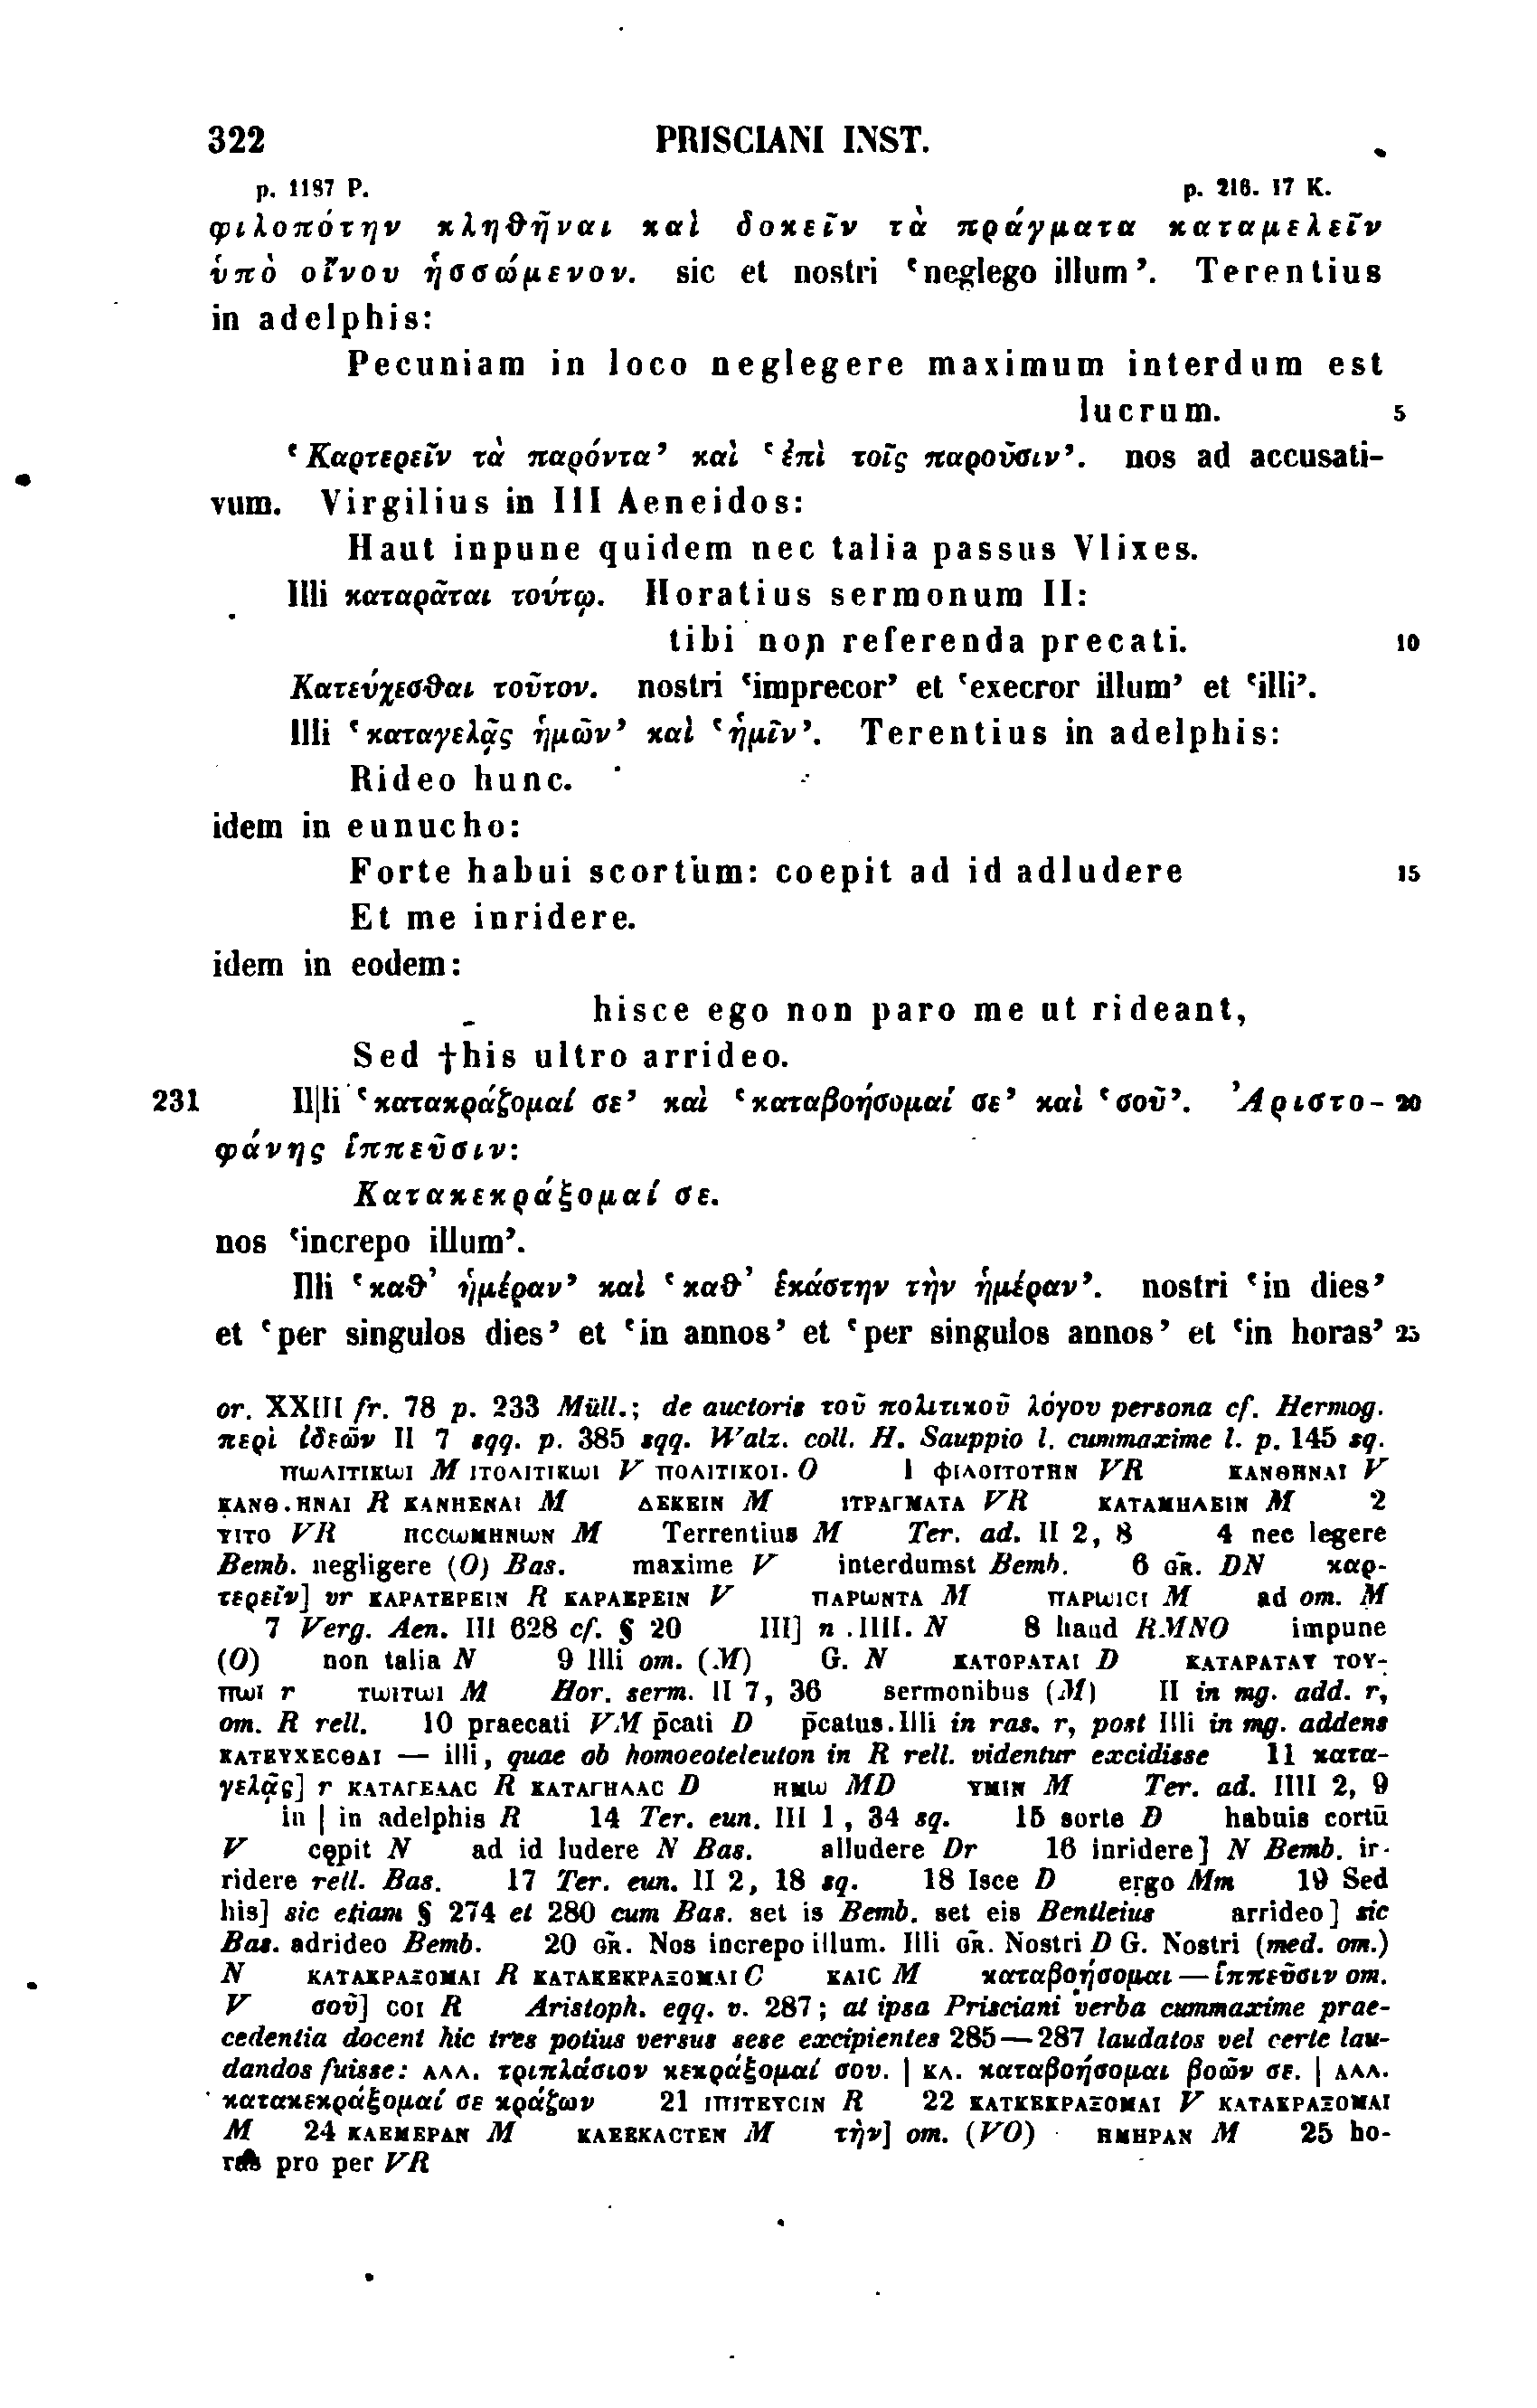 322 PRISCIANI INST.
p. 1187 P. p. 216. 17 K.
φιλοπότην κληθῆναι καὶ δοκεῖν τὰ πράγματα καταμελεῖν
ὑπὸ οἴνου ἡσσώμενον. sic et nostri ‘neglego illum’. Terentius
in adelphis:
Pecuniam in loco neglegere maximum interdum est
lucrum. 5
‘Καρτερεῖν τὰ παρόντα’ καὶ ‘ἐπὶ τοῖς παροῦσιν’. nos ad accusati-
vum. Virgilius in III Aeneidos:
Haut inpune quidem nec talia passus Vlixes.
Illi καταρᾶται τούτῳ. Horatius sermonum II:
tibi non referenda precati. 10
Κατεύχεσθαι τοῦτον. nostri ‘imprecor’ et ‘execror illum’ et ‘illi’.
Illi ‘καταγελᾷς ἡμῶν’ καὶ ‘ἡμῖν’. Terentius in adelphis:
Rideo hunc.
idem in eunucho:
Forte habui scortum: coepit ad id adludere 15
Et me inridere.
idem in eodem:
hisce ego non paro me ut rideant,
Sed †his ultro arrideo.
231 Il|li ‘κατακράζομαί σε’ καὶ ‘καταβοήσομαί σε’ καὶ ‘σοῦ’. Ἀριστο- 20
φάνης ἱππεῦσιν:
Κατακεκράξομαί σε.
nos ‘increpo illum’.
Illi ‘καθ’ ἡμέραν’ καὶ ‘καθ’ ἑκάστην τὴν ἡμέραν’. nostri ‘in dies’
et ‘per singulos dies’ et ‘in annos’ et ‘per singulos annos’ et ‘in horas’ 25
or. XXIII fr. 78 p. 233 Müll.; de auctoris τοῦ πολιτικοῦ λόγου persona cf. Hermog.
περὶ ἰδεῶν II 7 sqq. p. 385 sqq. Walz. coll. H. Sauppio l. cummaxime l. p. 145 sq.
ΠωΛΙΤΙΚωΙ M ΙΤΟΛΙΤΙΚωΙ V ΠΟΛΙΤΙΚΟΙ. O 1 ΦΙΛΟΙΤΟΤΗΝ VR ΚΑΝΘΗΝΑΙ V
ΚΑΝΘ.ΗΝΑΙ R ΚΑΝΗΕΝΑΙ M ΔΕΚΕΙΝ M ΙΤΡΑΓΜΑΤΑ VR ΚΑΤΑΜΗΛΕΙΝ M 2
ΥΙΤΟ VR ΠCCωΜΗΝωΝ M Terrentius M Ter. ad. II 2, 8 4 nec legere
Bemb. negligere (O) Bas. maxime V interdumst Bemb. 6 G͞R. DN καρ-
τερεῖν] vr ΚΑΡΑΤΕΡΕΙΝ R ΚΑΡΑΚΡΕΙΝ V ΠΑΡωΝΤΑ M ΠΑΡωΙCΙ M ad om. M
7 Verg. Aen. III 628 cf. § 20 III] n .IIII. N 8 haud RMNO impune
(O) non talia N 9 Illi om. (M) G. N ΚΑΤΟΡΑΤΑΙ D ΚΑΤΑΡΑΤΑΥ ΤΟΥ-
ΠωΙ r ΤωΙΤωΙ M Hor. serm. II 7, 36 sermonibus (M) II in mg. add. r,
om. R rell. 10 praecati VM p̄cati D p̄catus.Illi in ras. r, post Illi in mg. addens
ΚΑΤΕΥΧΕCΘΑΙ — illi, quae ob homoeoteleuton in R rell. videntur excidisse 11 κατα-
γελᾷς] r ΚΑΤΑΓΕΛΑC R ΚΑΤΑΓΗΛΑC D ΗΜω MD ΥΜΙΝ M Ter. ad. IIII 2, 9
in | in adelphis R 14 Ter. eun. III 1, 34 sq. 15 sorte D habuis cortū
V cępit N ad id ludere N Bas. alludere Dr 16 inridere] N Bemb. ir-
ridere rell. Bas. 17 Ter. eun. II 2, 18 sq. 18 Isce D ergo Mm 19 Sed
his] sic etiam § 274 et 280 cum Bas. set is Bemb. set eis Bentleius arrideo] sic
Bas. adrideo Bemb. 20 G͞R. Nos increpo illum. Illi G͞R. Nostri D G. Nostri (med. om.)
N ΚΑΤΑΚΡΑΞΟΜΑΙ R ΚΑΤΑΚΕΚΡΑΞΟΜΑΙ C ΚΑΙC M καταβοήσομαι — ἱππεῦσιν om.
V σοῦ] COI R Aristoph. eqq. v. 287; at ipsa Prisciani verba cummaxime prae-
cedentia docent hic tres potius versus sese excipientes 285—287 laudatos vel certe lau-
dandos fuisse: ΑΛΛ. τριπλάσιον κεκράξομαί σου. | ΚΛ. καταβοήσομαι βοῶν σε. | ΑΛΛ.
κατακεκράξομαί σε κράζων 21 ΙΠΙΤΕΥCΙΝ R 22 ΚΑΤΚΕΚΡΑΞΟΜΑΙ V ΚΑΤΑΚΡΑΞΟΜΑΙ
M 24 ΚΑΕΜΕΡΑΝ M ΚΑΕΕΚΑCΤΕΝ M τὴν] om. (VO) ΗΜΗΡΑΝ M 25 ho-
ras pro per VR